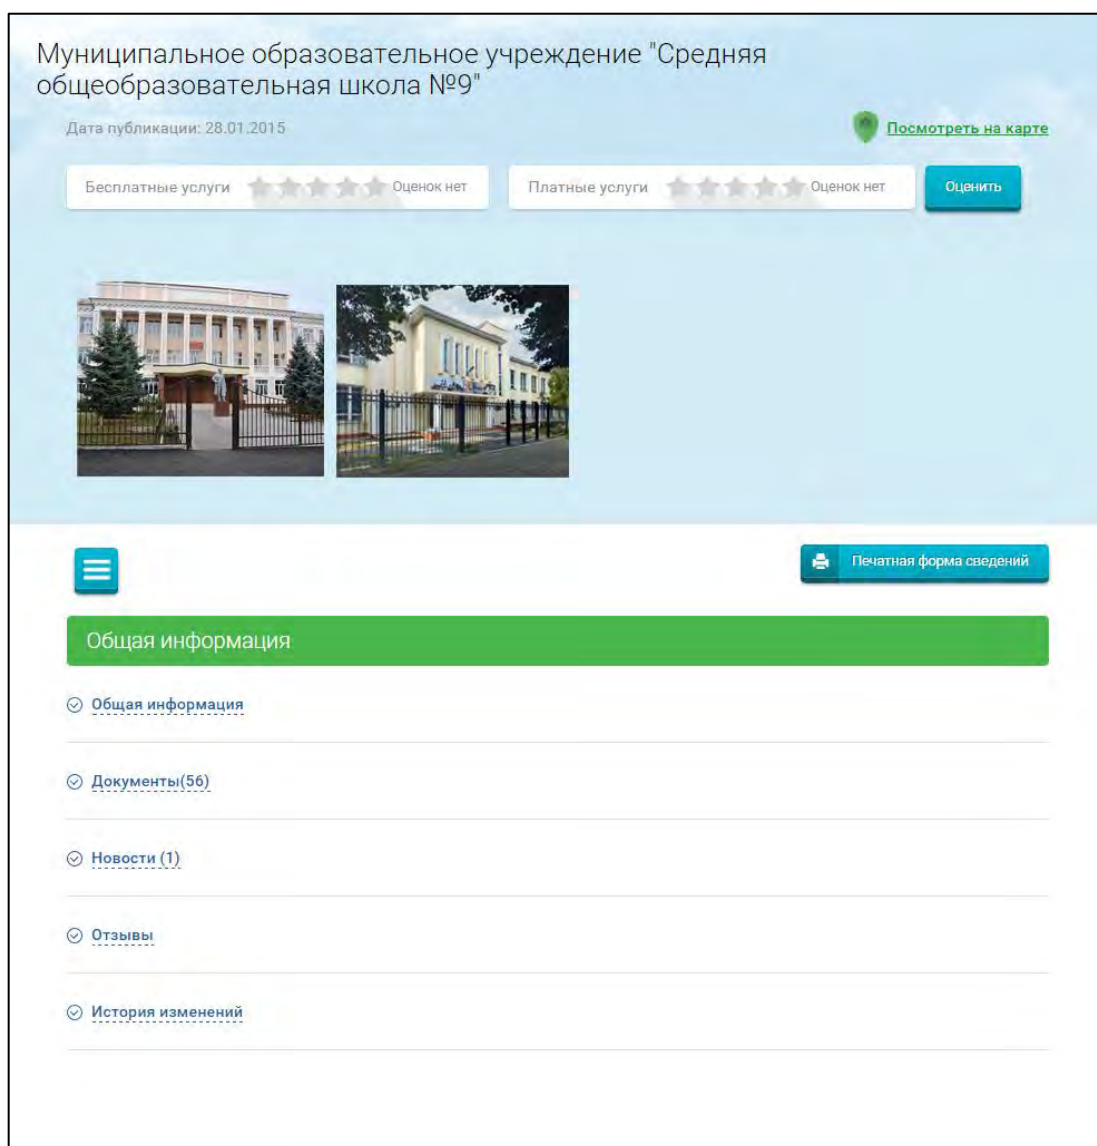 Муниципальное образовательное учреждение "Средняя
общеобразовательная школа №9"
Дата публикации: 28.01.2015
Посмотреть на карте
Бесплатные услуги Оценок нет
Платные услуги Оценок нет
Оценить
Печатная форма сведений
Общая информация
Общая информация
Документы(56)
Новости (1)
Отзывы
История изменений